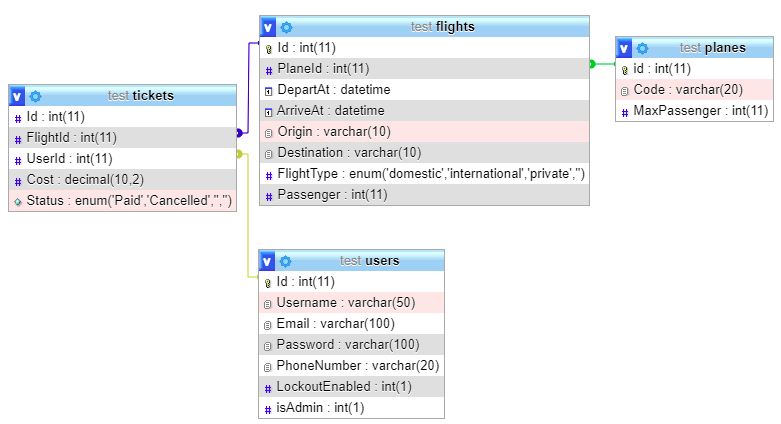 test flights
Id : int(11)
PlaneId : int(11)
DepartAt : datetime
ArriveAt : datetime
Origin : varchar(10)
Destination : varchar(10)
FlightType : enum('domestic','international','private','')
Passenger : int(11)
test planes
id : int(11)
Code : varchar(20)
MaxPassenger : int(11)
test tickets
Id : int(11)
FlightId : int(11)
UserId : int(11)
Cost : decimal(10,2)
Status : enum('Paid','Cancelled','','')
test users
Id : int(11)
Username : varchar(50)
Email : varchar(100)
Password : varchar(100)
PhoneNumber : varchar(20)
LockoutEnabled : int(1)
isAdmin : int(1)